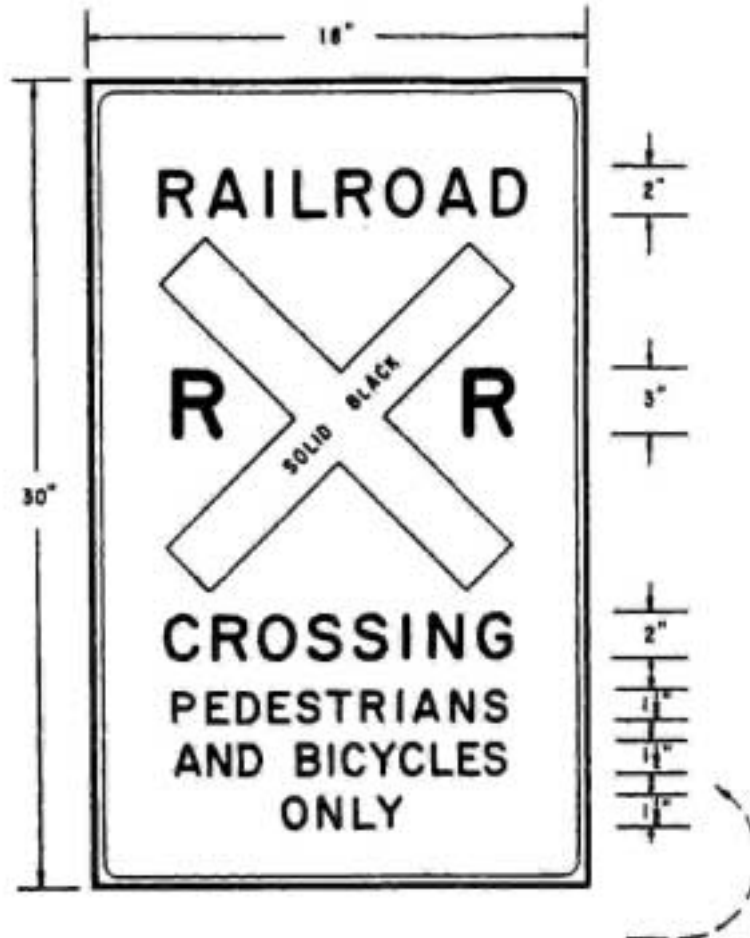 18"
RAILROAD
2"
R
SOLID BLACK
R
3"
30"
CROSSING
2"
PEDESTRIANS
AND BICYCLES
ONLY